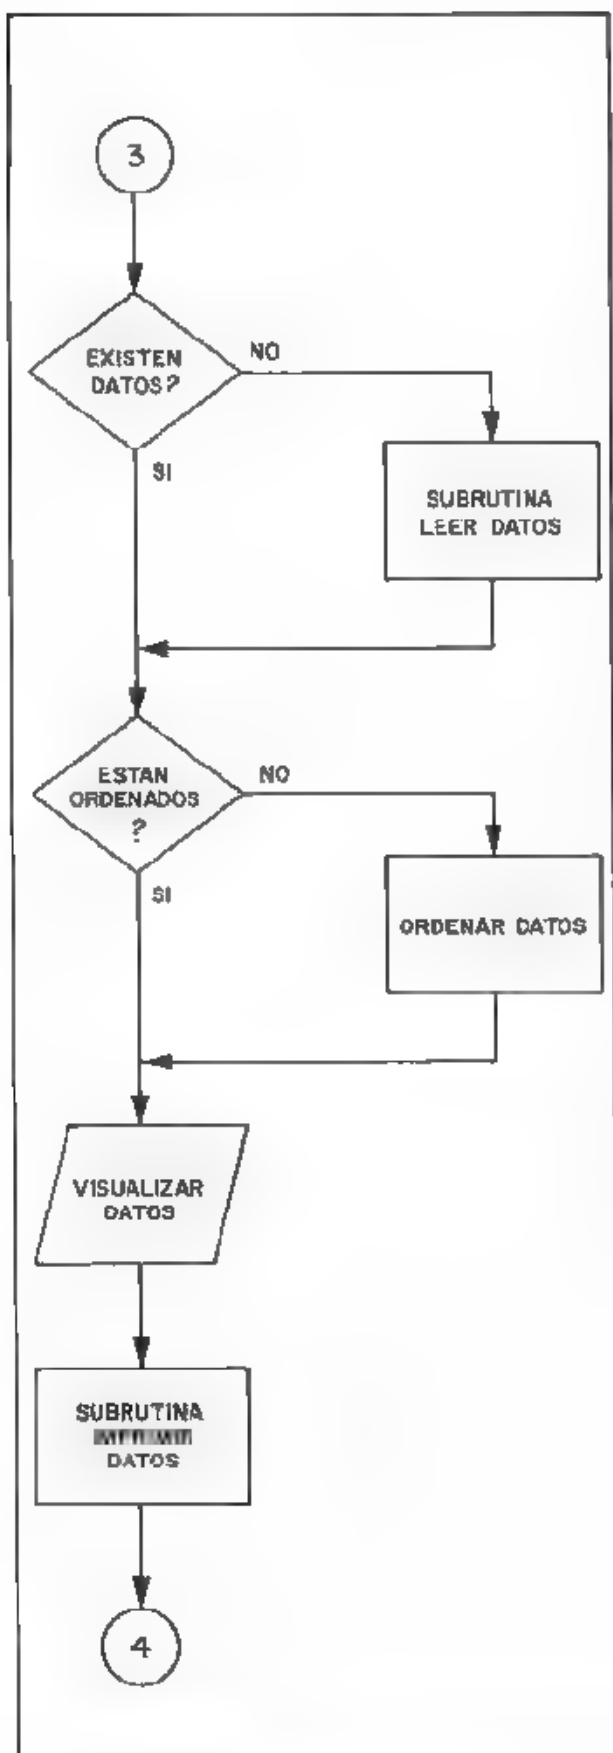 3
EXISTEN
DATOS?
NO
SI
SUBRUTINA
LEER DATOS
ESTAN
ORDENADOS
?
NO
SI
ORDENAR DATOS
VISUALIZAR
DATOS
SUBRUTINA
DATOS
4